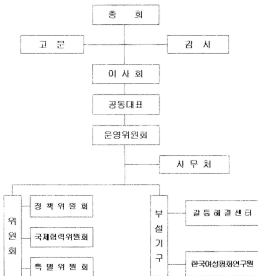 총 회
고 문
감 사
이 사 회
공동대표
운영위원회
사 무 처
위원회
정 책 위 원 회
국제협력위원회
특 별 위 원 회
부설기구
갈 등 해 결 센 터
한국여성평화연구원